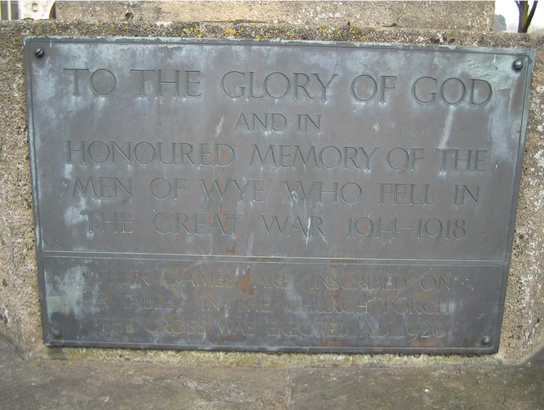 TO THE GLORY OF GOD
AND IN
HONOURED MEMORY OF THE
MEN OF WYE WHO FELL IN
THE GREAT WAR 1914-1918
NAMES ARE INSCRIBED ON
IN THE CHURCH PORCH
THE CROSS WAS ERECTED A.D. 1920